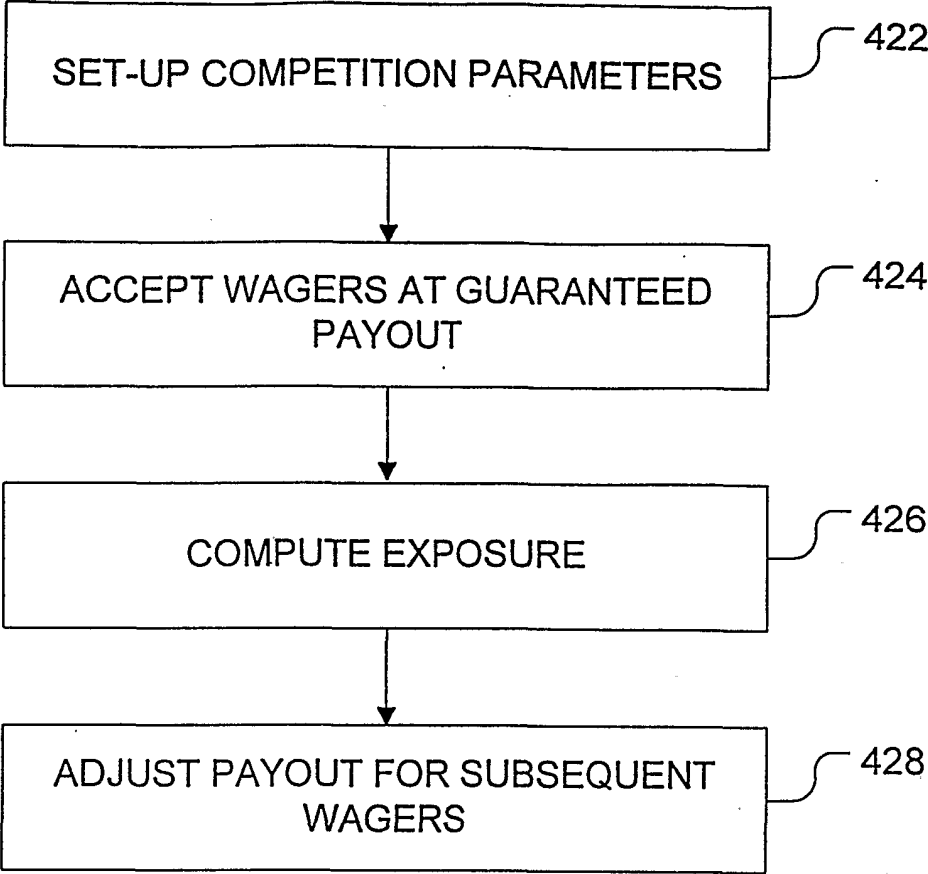 SET-UP COMPETITION PARAMETERS
422
ACCEPT WAGERS AT GUARANTEED
PAYOUT
424
COMPUTE EXPOSURE
426
ADJUST PAYOUT FOR SUBSEQUENT
WAGERS
428